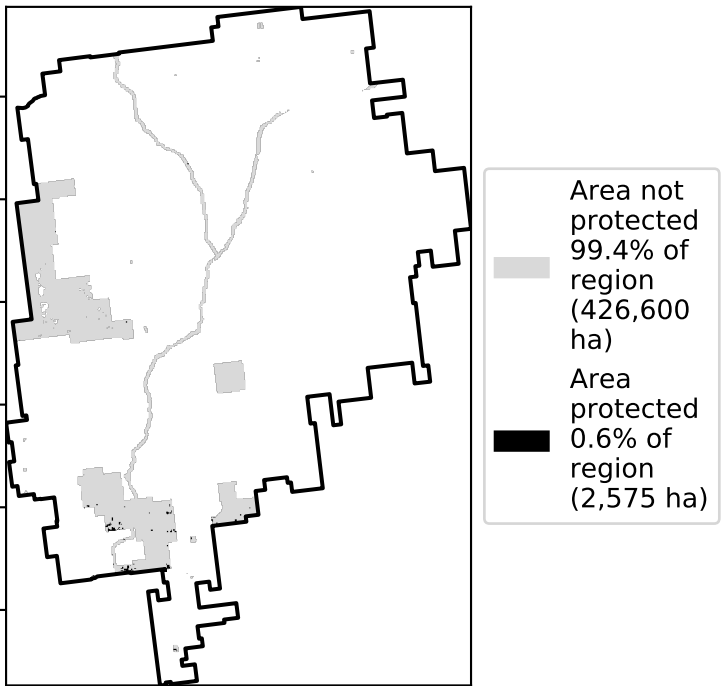 Area not
protected
99.4% of
region
(426,600
ha)
Area
protected
0.6% of
region
(2,575 ha)